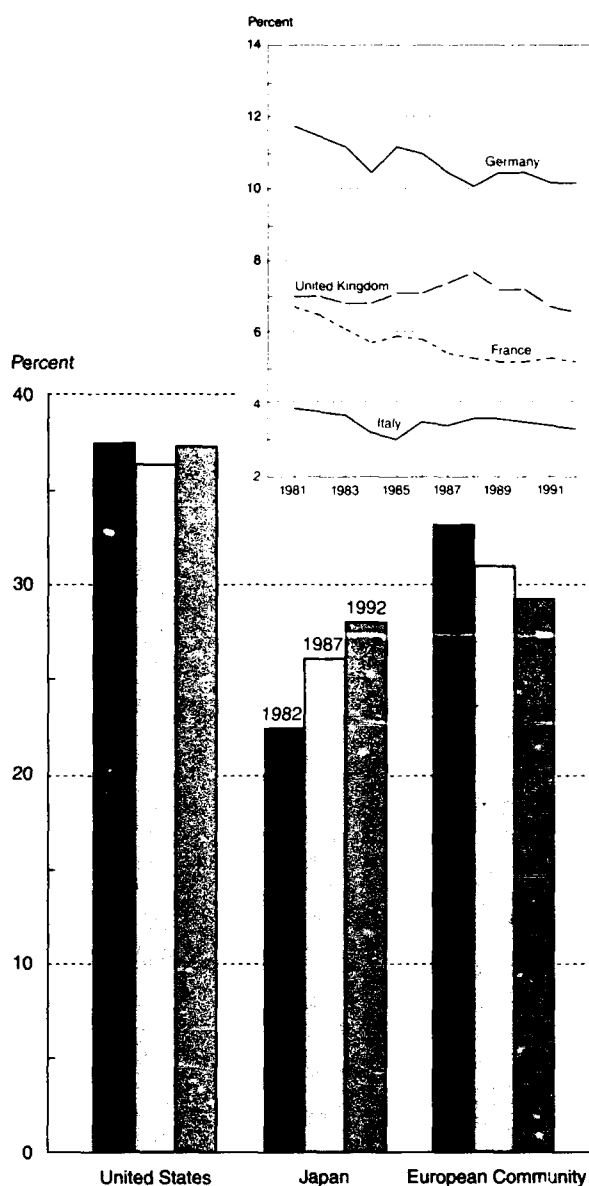 Percent
14
12
Germany
10
8
United Kingdom
6
France
4
Italy
2
1981 1983 1985 1987 1989 1991
Percent
40
30
1992
1987
1982
20
10
0
United States Japan European Community